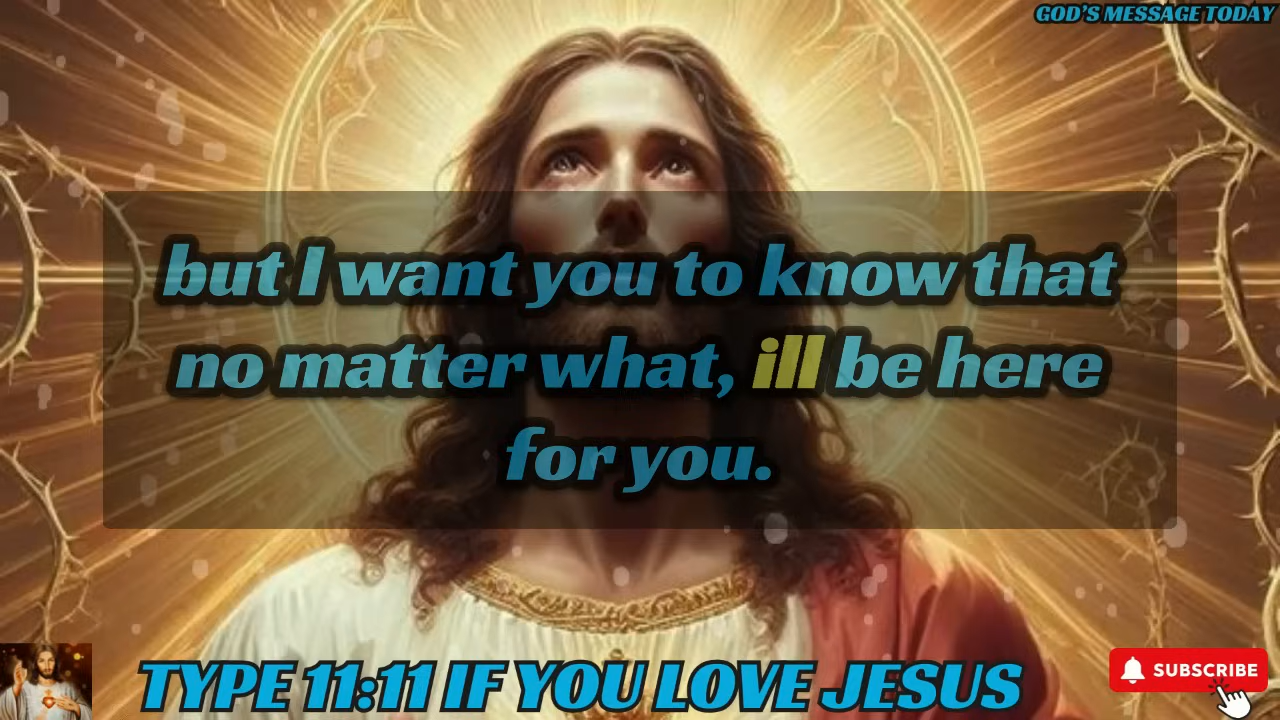 GOD'S MESSAGE TODAY
but I want you to know that
no matter what, ill be here
for you.
TYPE 11:11 IF YOU LOVE JESUS
SUBSCRIBE